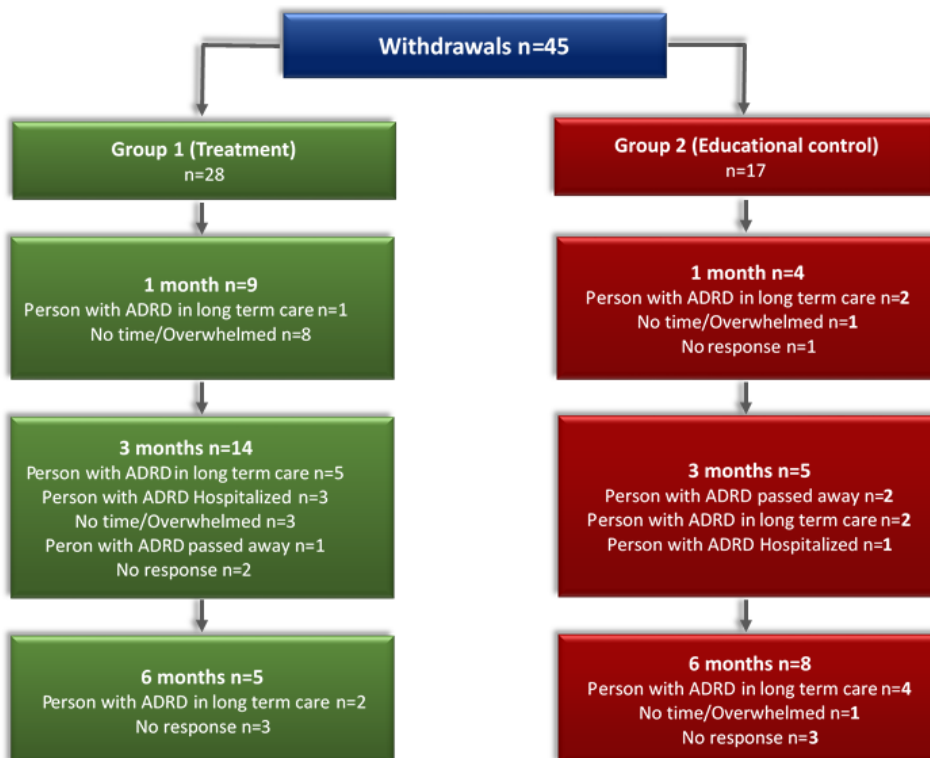 Withdrawals n=45
Group 1 (Treatment)
n=28
1 month n=9
Person with ADRD in long term care n=1
No time/Overwhelmed n=8
3 months n=14
Person with ADRD in long term care n=5
Person with ADRD Hospitalized n=3
No time/Overwhelmed n=3
Peron with ADRD passed away n=1
No response n=2
6 months n=5
Person with ADRD in long term care n=2
No response n=3
Group 2 (Educational control)
n=17
1 month n=4
Person with ADRD in long term care n=2
No time/Overwhelmed n=1
No response n=1
3 months n=5
Person with ADRD passed away n=2
Person with ADRD in long term care n=2
Person with ADRD Hospitalized n=1
6 months n=8
Person with ADRD in long term care n=4
No time/Overwhelmed n=1
No response n=3